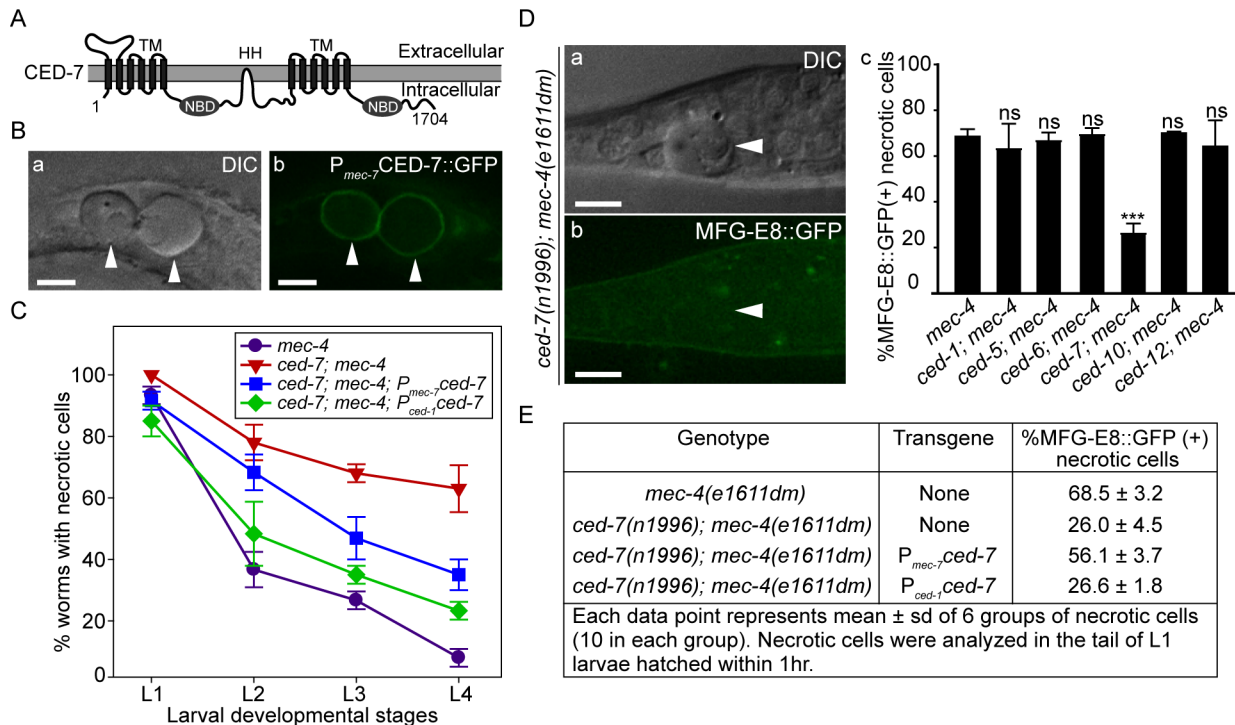 A
CED-7
TM
HH
TM
Extracellular
Intracellular
1
NBD
NBD
1704
B
a
DIC
b
Pmec-7CED-7::GFP
C
% worms with necrotic cells
100
80
60
40
20
0
mec-4
ced-7; mec-4
ced-7; mec-4; Pmec-7ced-7
ced-7; mec-4; Pced-1ced-7
L1
L2
L3
L4
Larval developmental stages
D
ced-7(n1996); mec-4(e1611dm)
a
DIC
b
MFG-E8::GFP
c
%MFG-E8::GFP(+) necrotic cells
100
80
60
40
20
0
ns
ns
ns
***
ns
ns
mec-4
ced-1; mec-4
ced-5; mec-4
ced-6; mec-4
ced-7; mec-4
ced-10; mec-4
ced-12; mec-4
E
Genotype
Transgene
%MFG-E8::GFP (+)
necrotic cells
mec-4(e1611dm) None 68.5 ± 3.2
ced-7(n1996); mec-4(e1611dm) None 26.0 ± 4.5
ced-7(n1996); mec-4(e1611dm) Pmec-7ced-7 56.1 ± 3.7
ced-7(n1996); mec-4(e1611dm) Pced-1ced-7 26.6 ± 1.8
Each data point represents mean ± sd of 6 groups of necrotic cells
(10 in each group). Necrotic cells were analyzed in the tail of L1
larvae hatched within 1hr.